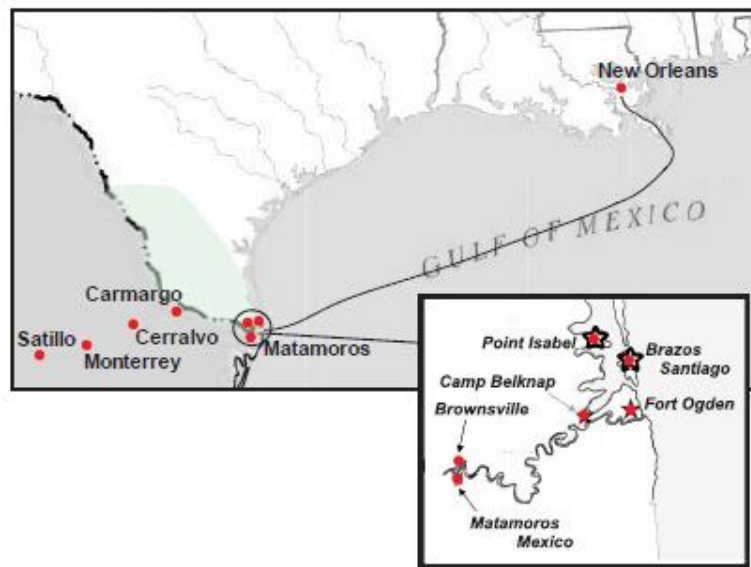 New Orleans
GULF OF MEXICO
Carmargo
Satillo
Cerralvo
Matamoros
Monterrey
Point Isabel
Brazos
Santiago
Camp Belknap
Brownsville
Fort Ogden
Matamoros
Mexico